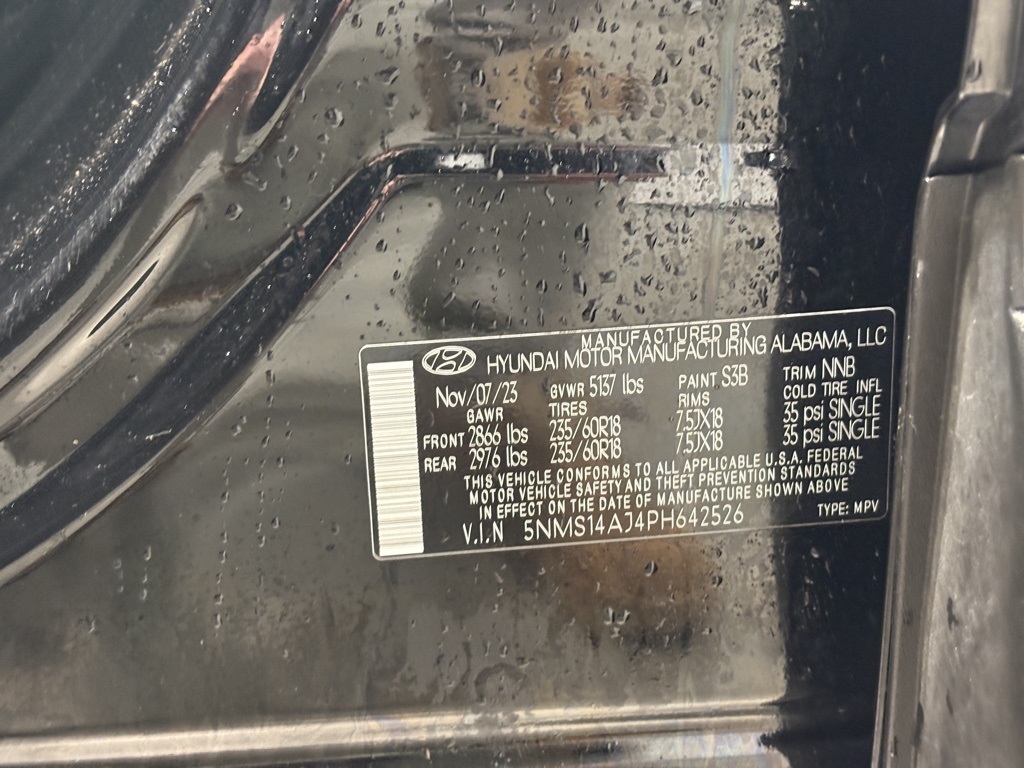 MANUFACTURED BY
HYUNDAI MOTOR MANUFACTURING ALABAMA, LLC
Nov/07/23 GVWR 5137 lbs PAINT S3B TRIM NNB
GAWR TIRES RIMS COLD TIRE INFL
FRONT 2866 lbs 235/60R18 7.5JX18 35 psi SINGLE
REAR 2976 lbs 235/60R18 7.5JX18 35 psi SINGLE
THIS VEHICLE CONFORMS TO ALL APPLICABLE U.S.A. FEDERAL
MOTOR VEHICLE SAFETY AND THEFT PREVENTION STANDARDS
IN EFFECT ON THE DATE OF MANUFACTURE SHOWN ABOVE
V.I.N 5NMS14AJ4PH642526 TYPE: MPV